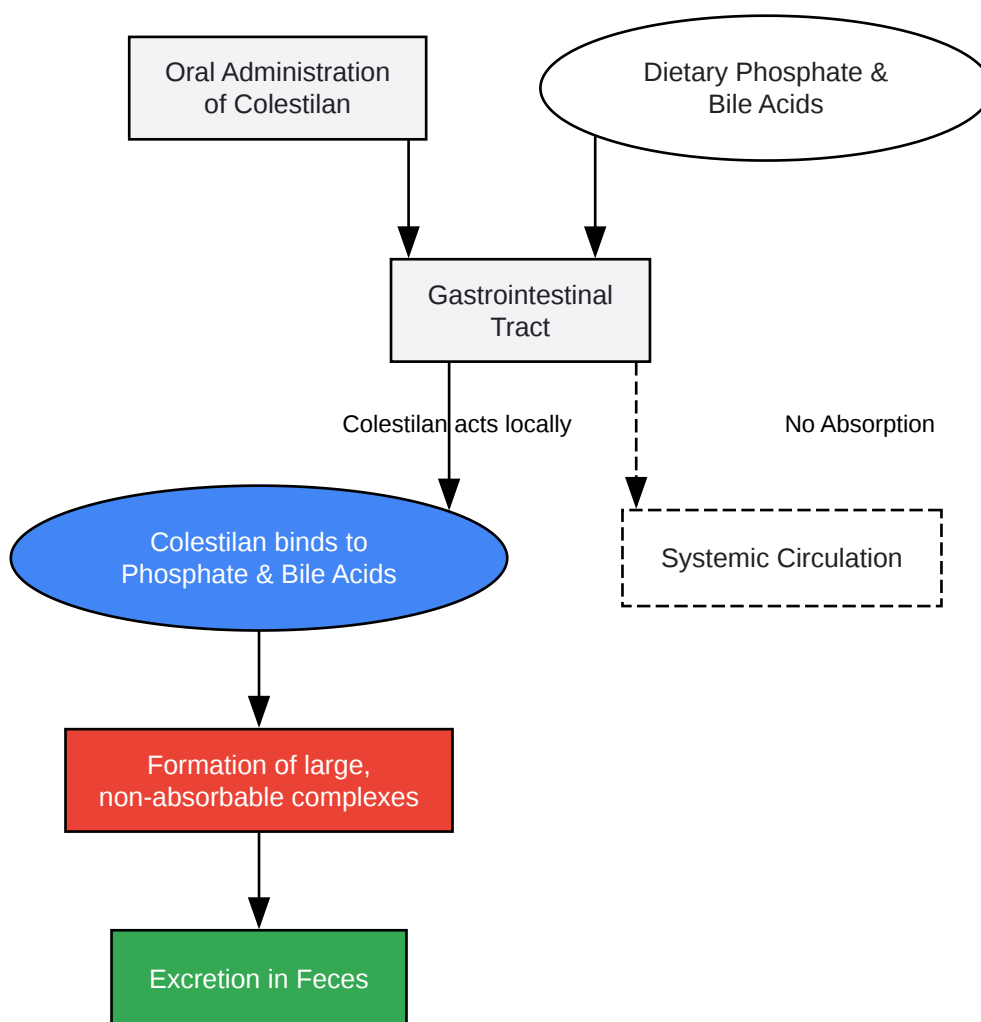 Oral Administration
of Colestilan
Dietary Phosphate &
Bile Acids
Gastrointestinal
Tract
Colestilan acts locally
No Absorption
Colestilan binds to
Phosphate & Bile Acids
Systemic Circulation
Formation of large,
non-absorbable complexes
Excretion in Feces